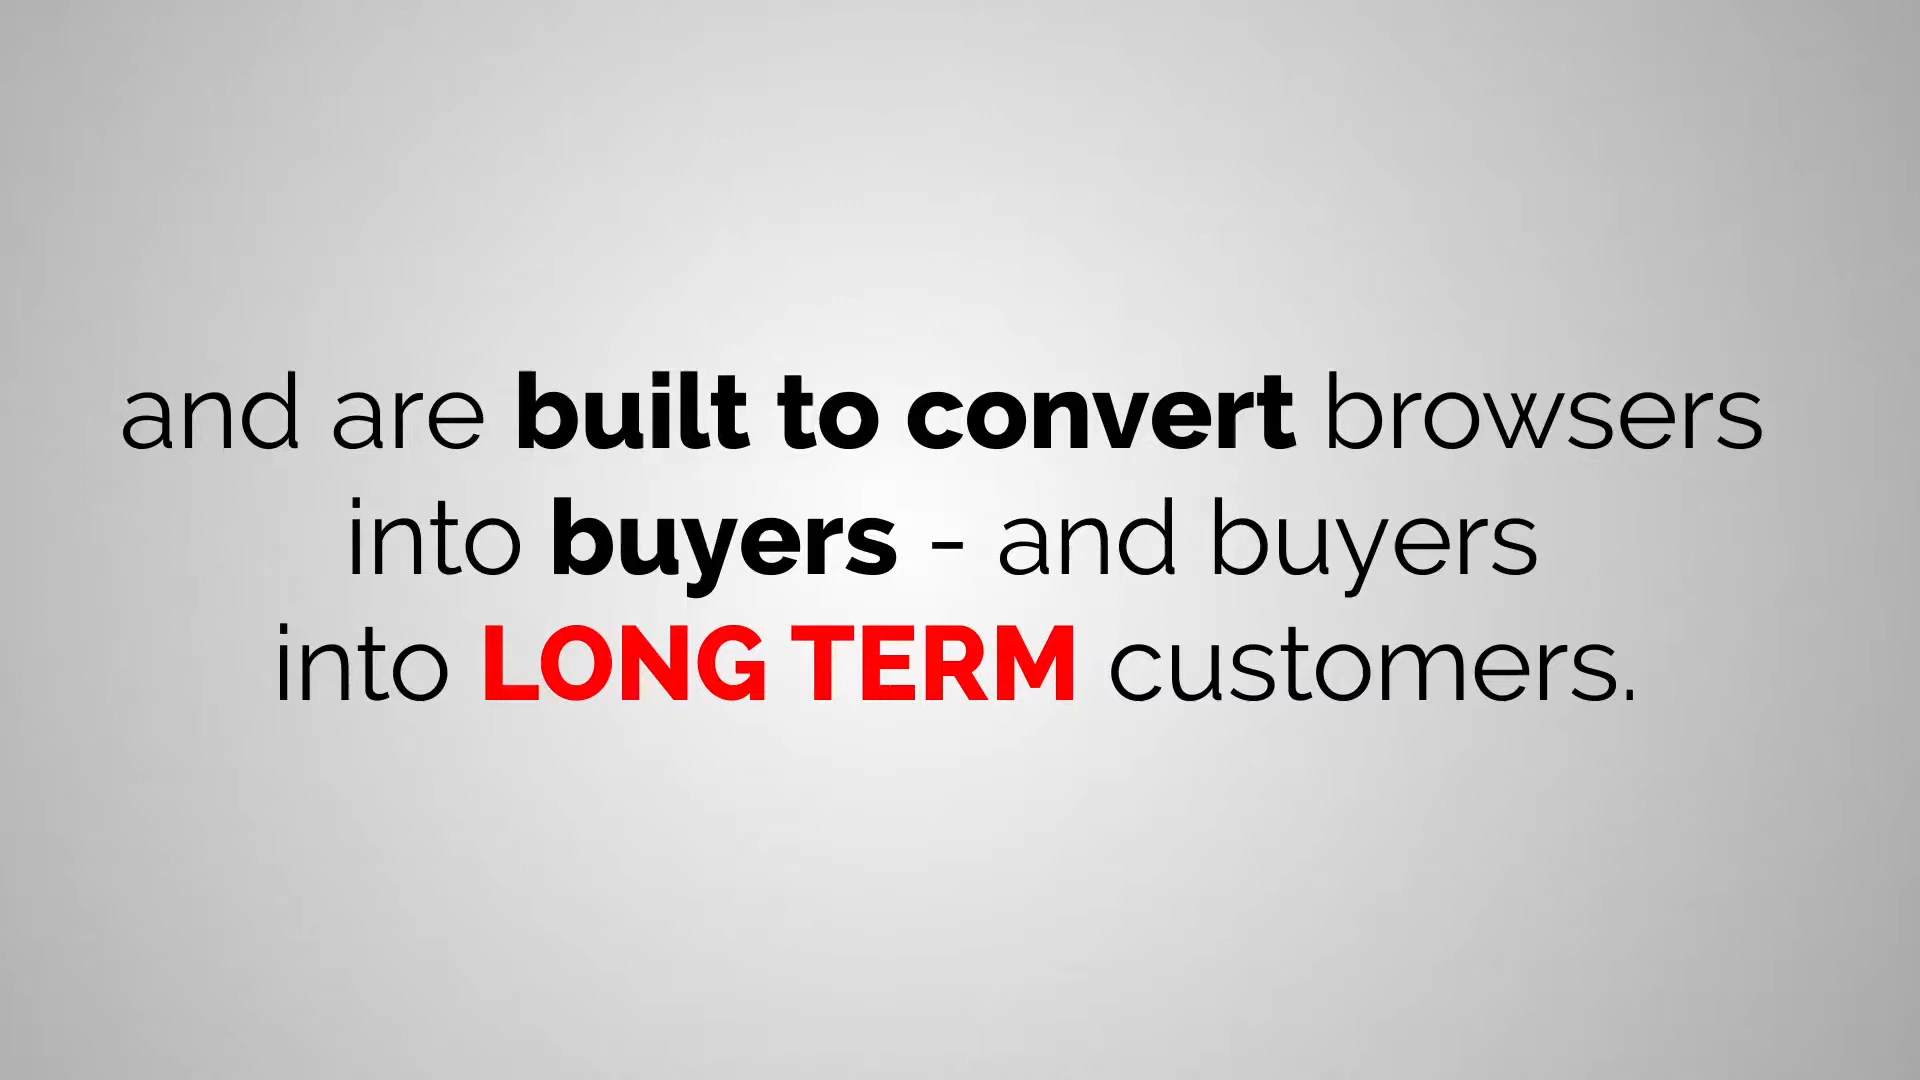 and are built to convert browsers
into buyers - and buyers
into LONG TERM customers.